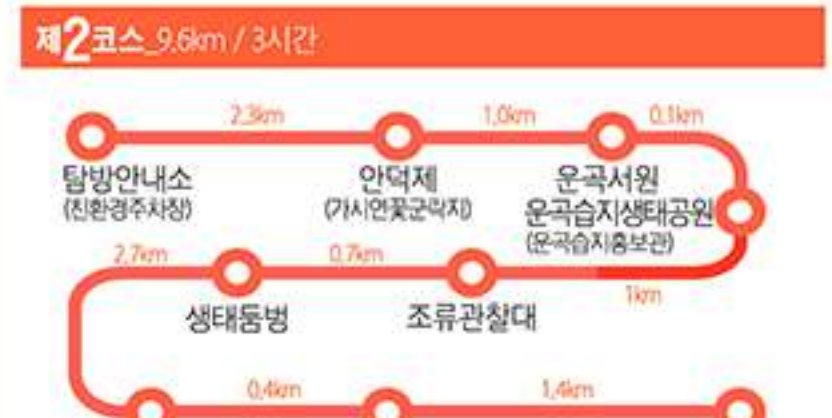 제2코스_9.6km / 3시간
2.3km
1.0km
0.1km
탐방안내소
(친환경주차장)
안덕제
(가시연꽃군락지)
운곡서원
운곡습지생태공원
(운곡습지홍보관)
2.7km
0.7km
1km
생태둠벙
조류관찰대
0.4km
1.4km